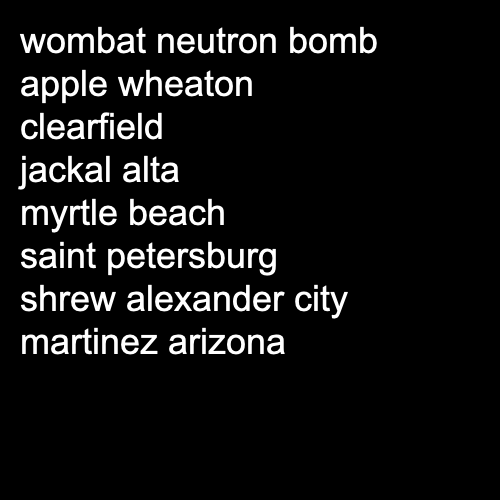 wombat neutron bomb
apple wheaton
clearfield
jackal alta
myrtle beach
saint petersburg
shrew alexander city
martinez arizona